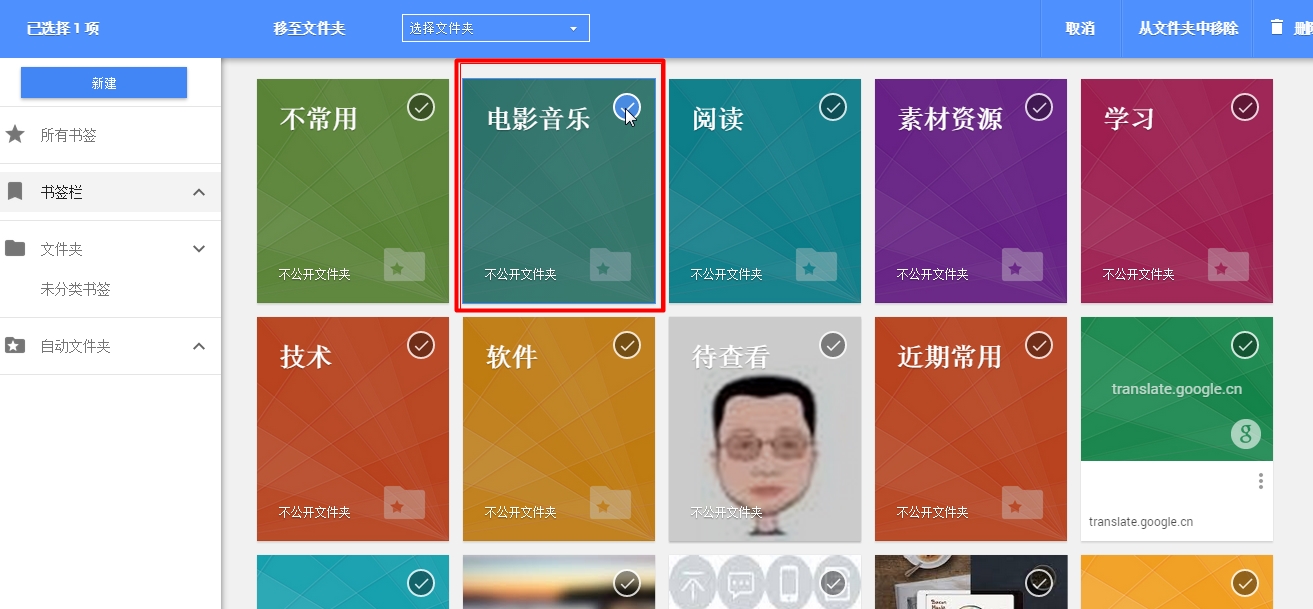 已选择 1 项
移至文件夹
选择文件夹
取消
从文件夹中移除
新建
所有书签
书签栏
文件夹
未分类书签
自动文件夹
不常用
不公开文件夹
电影音乐
不公开文件夹
阅读
不公开文件夹
素材资源
不公开文件夹
学习
不公开文件夹
技术
不公开文件夹
软件
不公开文件夹
待查看
不公开文件夹
近期常用
不公开文件夹
translate.google.cn
g
translate.google.cn